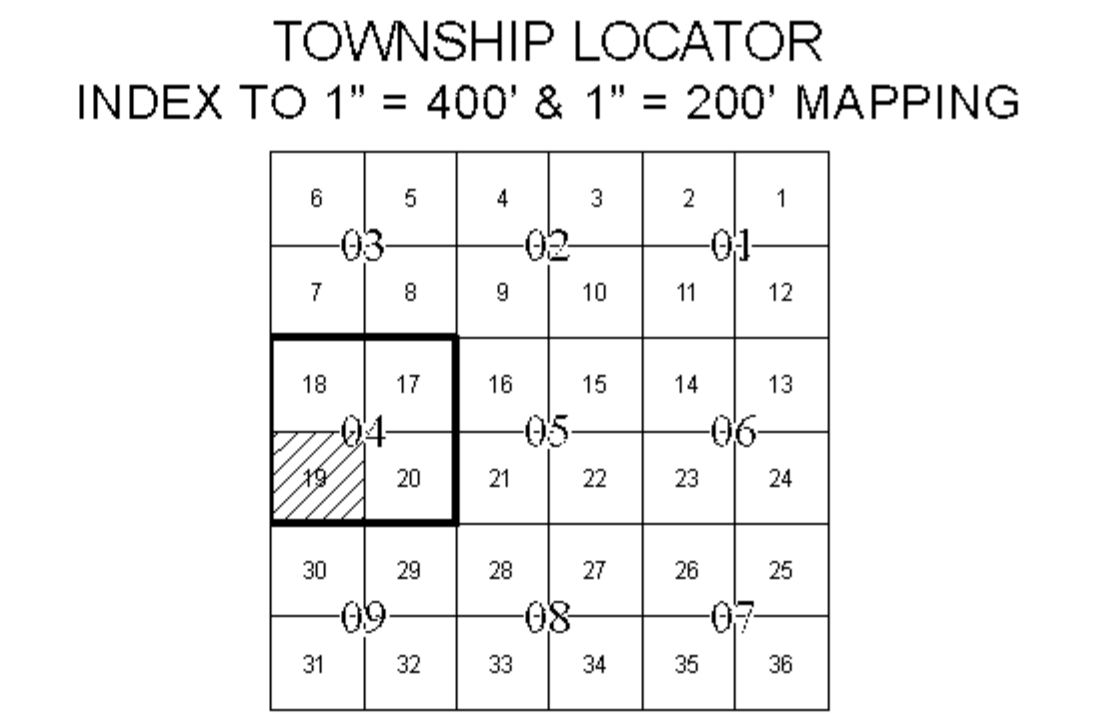 TOWNSHIP LOCATOR
INDEX TO 1" = 400' & 1" = 200' MAPPING
6 5 4 3 2 1
03 02 01
7 8 9 10 11 12
18 17 16 15 14 13
04 05 06
19 20 21 22 23 24
30 29 28 27 26 25
09 08 07
31 32 33 34 35 36